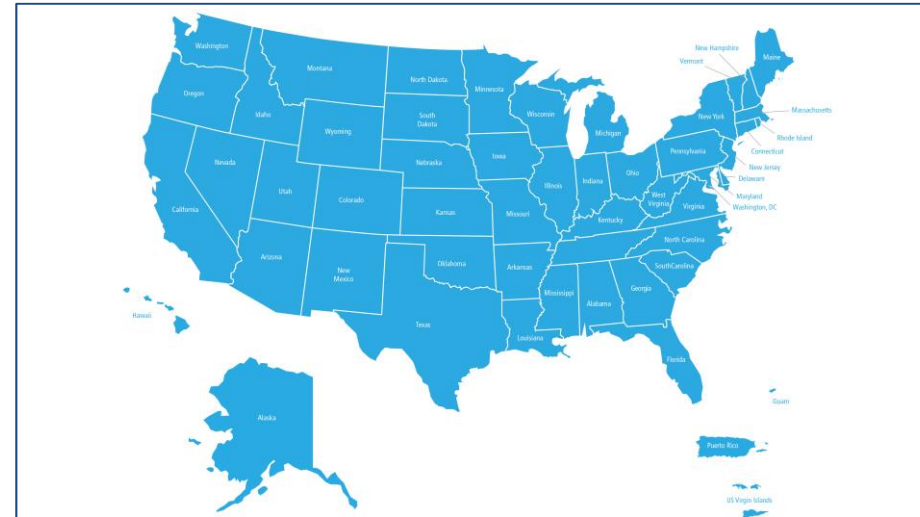 Washington
Montana
North Dakota
Minnesota
New Hampshire
Vermont
Maine
Oregon
Idaho
Wyoming
South
Dakota
Wisconsin
Michigan
New York
Massachusetts
Rhode Island
Connecticut
Nevada
Nebraska
Iowa
Pennsylvania
New Jersey
Delaware
Maryland
Washington, DC
California
Utah
Colorado
Kansas
Missouri
Illinois
Indiana
Ohio
West
Virginia
Virginia
Kentucky
North Carolina
Arizona
New
Mexico
Oklahoma
Arkansas
SouthCarolina
Mississippi
Alabama
Georgia
Texas
Louisiana
Florida
Hawaii
Alaska
Guam
Puerto Rico
US Virgin Islands